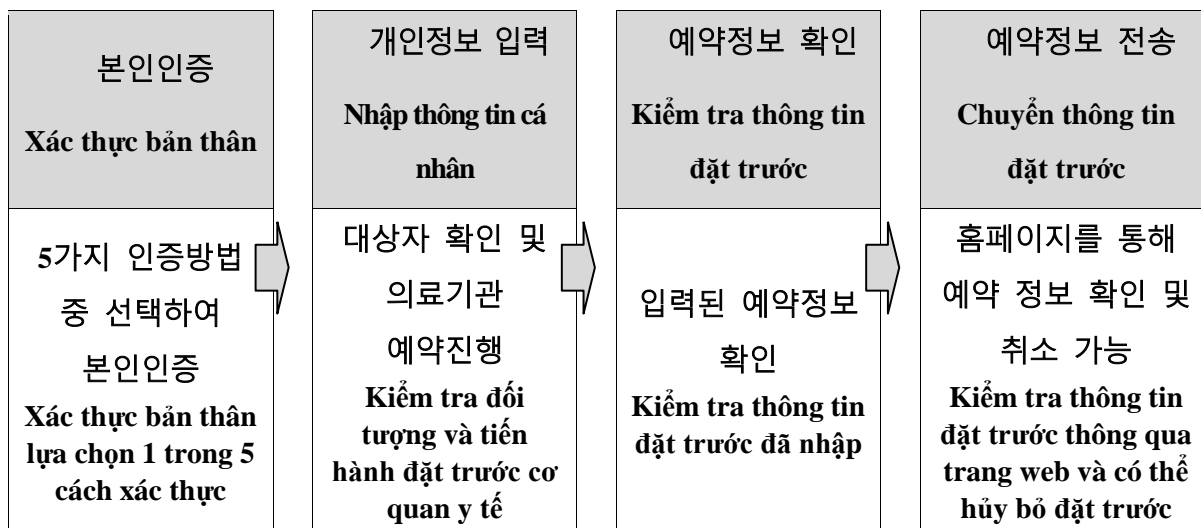 본인인증
Xác thực bản thân
5가지 인증방법
중 선택하여
본인인증
Xác thực bản thân
lựa chọn 1 trong 5
cách xác thực
개인정보 입력
Nhập thông tin cá
nhân
대상자 확인 및
의료기관
예약진행
Kiểm tra đối
tượng và tiến
hành đặt trước cơ
quan y tế
예약정보 확인
Kiểm tra thông tin
đặt trước
입력된 예약정보
확인
Kiểm tra thông tin
đặt trước đã nhập
예약정보 전송
Chuyển thông tin
đặt trước
홈페이지를 통해
예약 정보 확인 및
취소 가능
Kiểm tra thông tin
đặt trước thông qua
trang web và có thể
hủy bỏ đặt trước